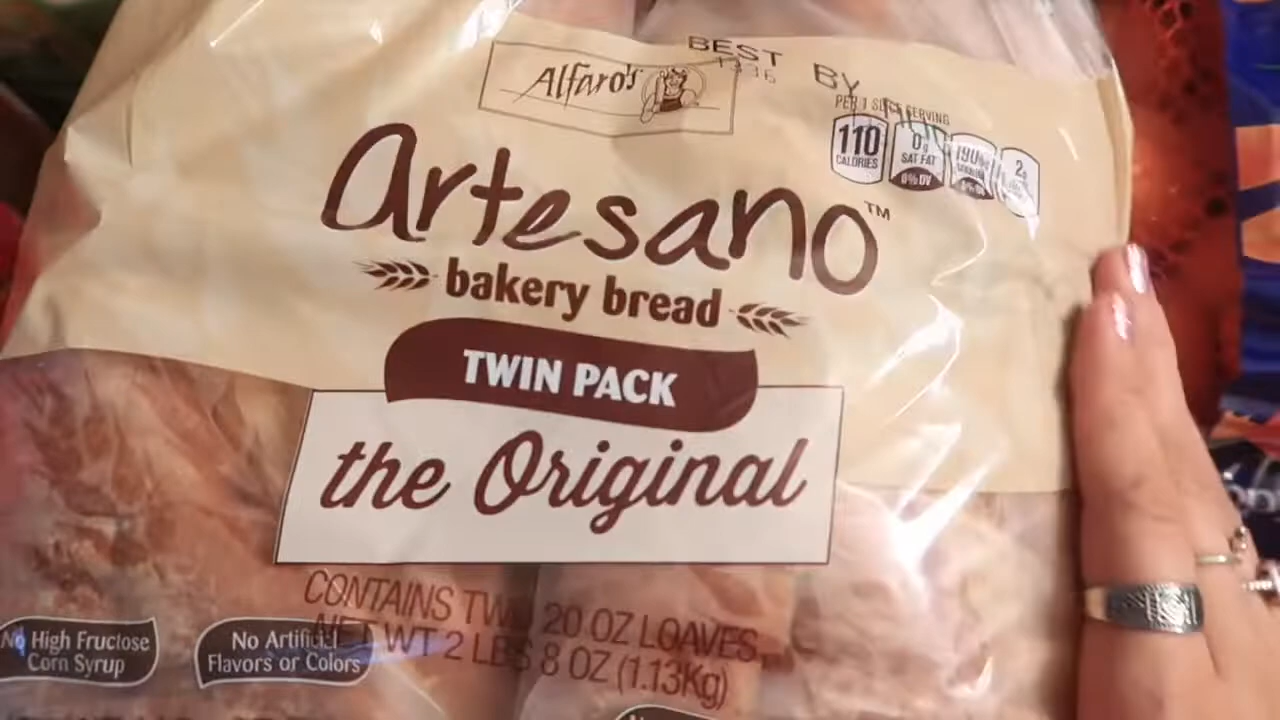 BEST BY
Alfaro's
PER 1 SLICE SERVING
110
CALORIES
0g
SAT FAT
0% DV
190mg
2g
Artesano™
bakery bread
TWIN PACK
the Original
CONTAINS TWO 20 OZ LOAVES
NET WT 2 LBS 8 OZ (1.13Kg)
No High Fructose
Corn Syrup
No Artificial
Flavors or Colors